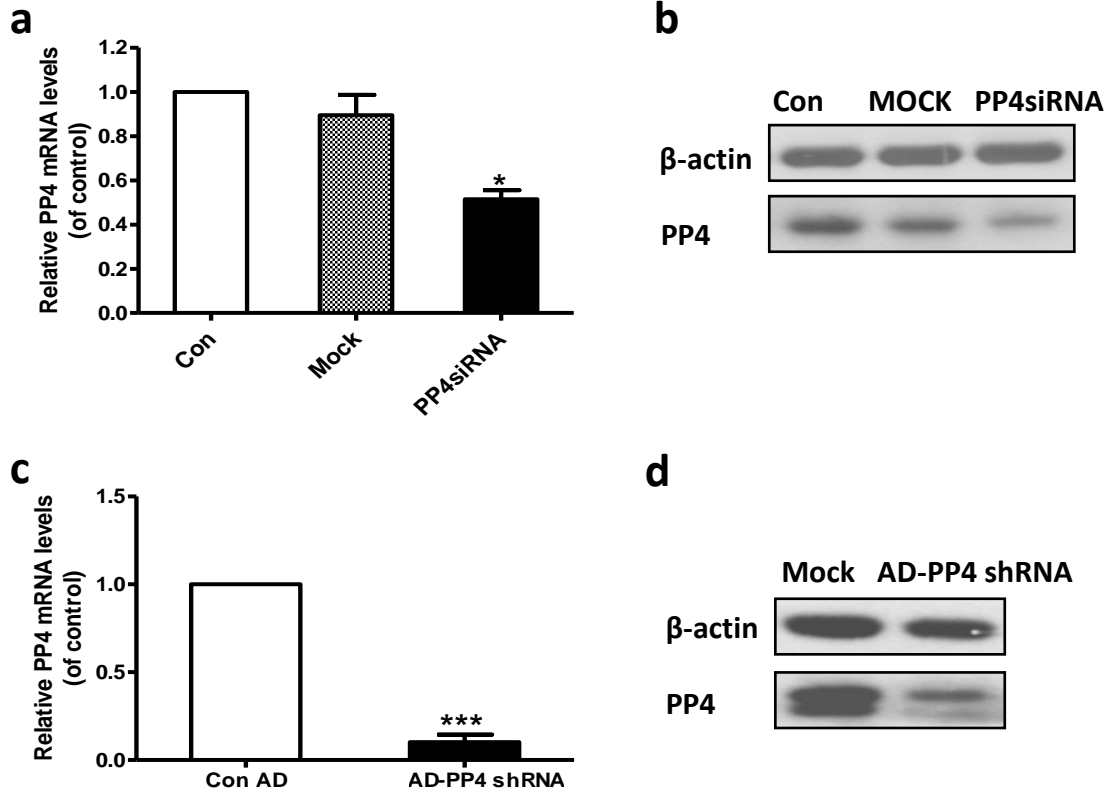 a
Relative PP4 mRNA levels
(of control)
1.2
1.0
0.8
0.6
0.4
0.2
0.0
*
Con
Mock
PP4siRNA
b
Con MOCK PP4siRNA
β-actin
PP4
c
Relative PP4 mRNA levels
(of control)
1.5
1.0
0.5
0.0
***
Con AD
AD-PP4 shRNA
d
Mock AD-PP4 shRNA
β-actin
PP4